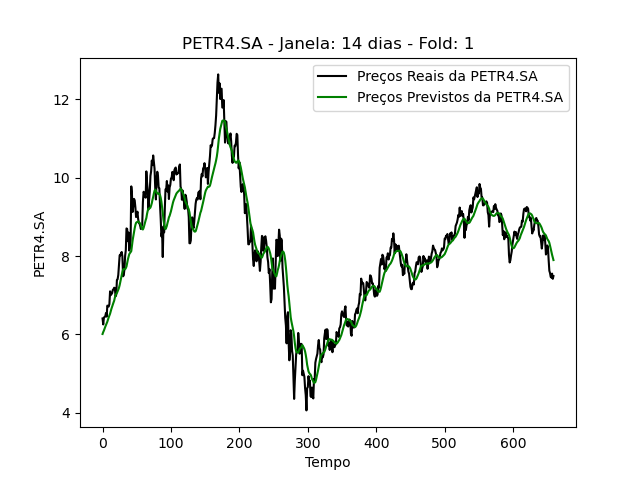 PETR4.SA - Janela: 14 dias - Fold: 1
Preços Reais da PETR4.SA
Preços Previstos da PETR4.SA
PETR4.SA
12
10
8
6
4
0 100 200 300 400 500 600
Tempo